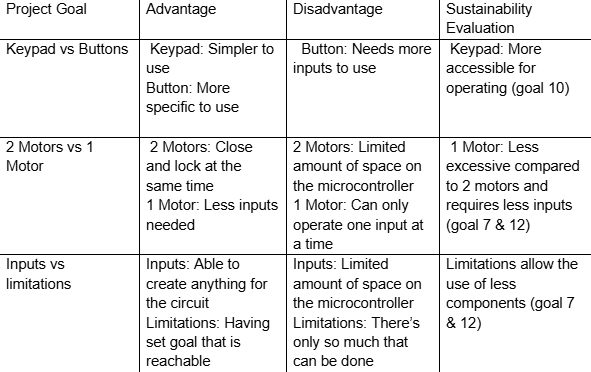 Project Goal
Advantage
Disadvantage
Sustainability
Evaluation
Keypad vs Buttons
Keypad: Simpler to
use
Button: More
specific to use
Button: Needs more
inputs to use
Keypad: More
accessible for
operating (goal 10)
2 Motors vs 1
Motor
2 Motors: Close
and lock at the
same time
1 Motor: Less inputs
needed
2 Motors: Limited
amount of space on
the microcontroller
1 Motor: Can only
operate one input at
a time
1 Motor: Less
excessive compared
to 2 motors and
requires less inputs
(goal 7 & 12)
Inputs vs
limitations
Inputs: Able to
create anything for
the circuit
Limitations: Having
set goal that is
reachable
Inputs: Limited
amount of space on
the microcontroller
Limitations: There’s
only so much that
can be done
Limitations allow the
use of less
components (goal 7
& 12)